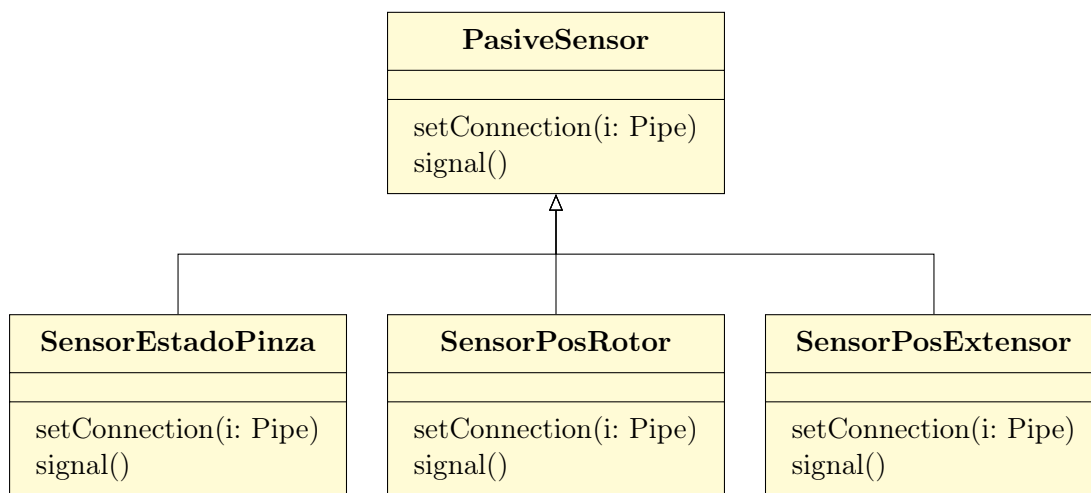 PasiveSensor
setConnection(i: Pipe)
signal()
SensorEstadoPinza
setConnection(i: Pipe)
signal()
SensorPosRotor
setConnection(i: Pipe)
signal()
SensorPosExtensor
setConnection(i: Pipe)
signal()